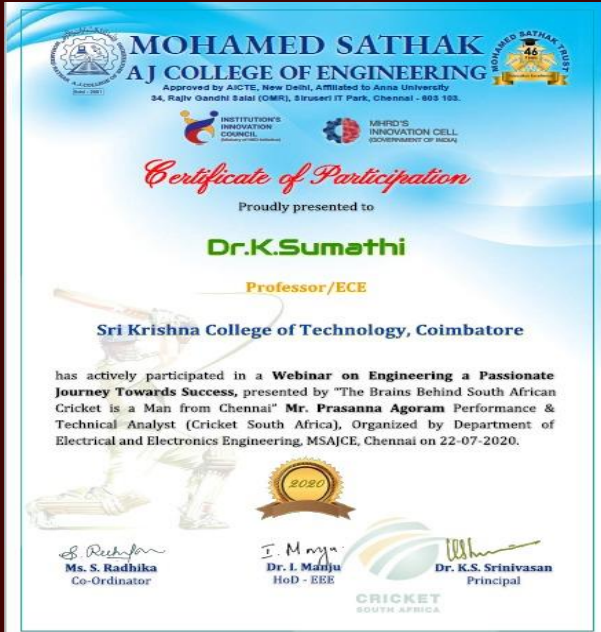 MOHAMED SATHAK
A J COLLEGE OF ENGINEERING
Approved by AICTE, New Delhi, Affiliated to Anna University
34, Rajiv Gandhi Salai (OMR), Siruseri IT Park, Chennai - 603 103.
INSTITUTION'S
INNOVATION
COUNCIL
(Ministry of HRD Initiative)
MHRD'S
INNOVATION CELL
(GOVERNMENT OF INDIA)
MOHAMED SATHAK TRUST
46
Certificate of Participation
Proudly presented to
Dr.K.Sumathi
Professor/ECE
Sri Krishna College of Technology, Coimbatore
has actively participated in a Webinar on Engineering a Passionate
Journey Towards Success, presented by "The Brains Behind South African
Cricket is a Man from Chennai" Mr. Prasanna Agoram Performance &
Technical Analyst (Cricket South Africa), Organized by Department of
Electrical and Electronics Engineering, MSAJCE, Chennai on 22-07-2020.
2020
Ms. S. Radhika
Co-Ordinator
I. Manju
Dr. I. Manju
HoD - EEE
Dr. K.S. Srinivasan
Principal
CRICKET
SOUTH AFRICA